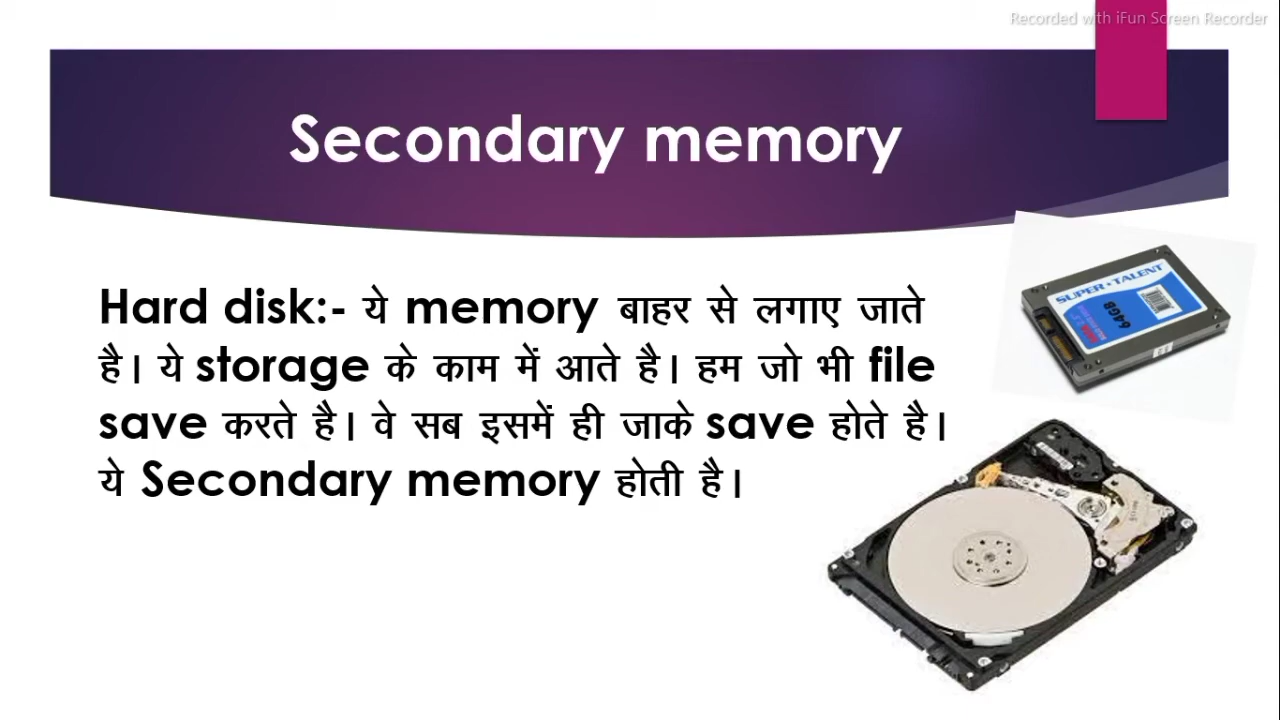 Recorded with iFun Screen Recorder
Secondary memory
Hard disk:- ये memory बाहर से लगाए जाते
है। ये storage के काम में आते है। हम जो भी file
save करते है। वे सब इसमें ही जाके save होते है।
ये Secondary memory होती है।
SUPER★TALENT
64GB